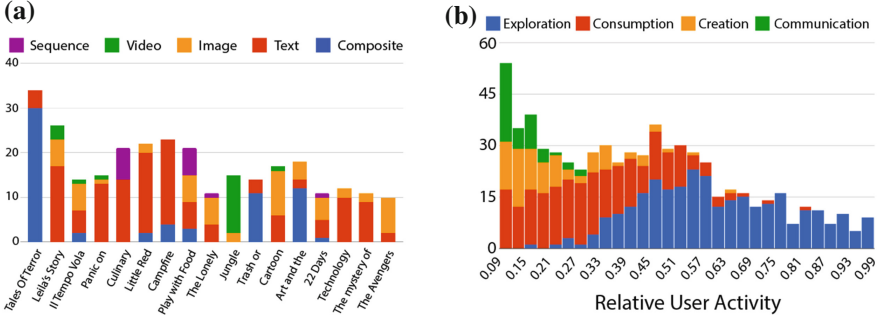 (a)
Sequence Video Image Text Composite
40
30
20
10
0
Tales Of Terror
Leila's Story
Il Tempo Vola
Panic on
Culinary
Little Red
Campfire
Play with Food
The Lonely
Jungle
Trash or
Cartoon
Art and the
22 Days
Technology
The mystery of
The Avengers
(b)
Exploration Consumption Creation Communication
60
45
30
15
0
0.09
0.15
0.21
0.27
0.33
0.39
0.45
0.51
0.57
0.63
0.69
0.75
0.81
0.87
0.93
0.99
Relative User Activity